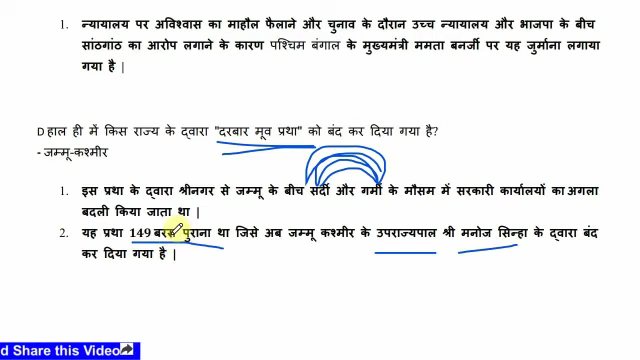 1. न्यायालय पर अविश्वास का माहौल फैलाने और चुनाव के दौरान उच्च न्यायालय और भाजपा के बीच
सांठगांठ का आरोप लगाने के कारण पश्चिम बंगाल के मुख्यमंत्री ममता बनर्जी पर यह जुर्माना लगाया
गया है |
D हाल ही में किस राज्य के द्वारा "दरबार मूव प्रथा" को बंद कर दिया गया है?
- जम्मू-कश्मीर
1. इस प्रथा के द्वारा श्रीनगर से जम्मू के बीच सर्दी और गर्मी के मौसम में सरकारी कार्यालयों का अगला
बदली किया जाता था |
2. यह प्रथा 149 बरस पुराना था जिसे अब जम्मू कश्मीर के उपराज्यपाल श्री मनोज सिन्हा के द्वारा बंद
कर दिया गया है |
d Share this Video